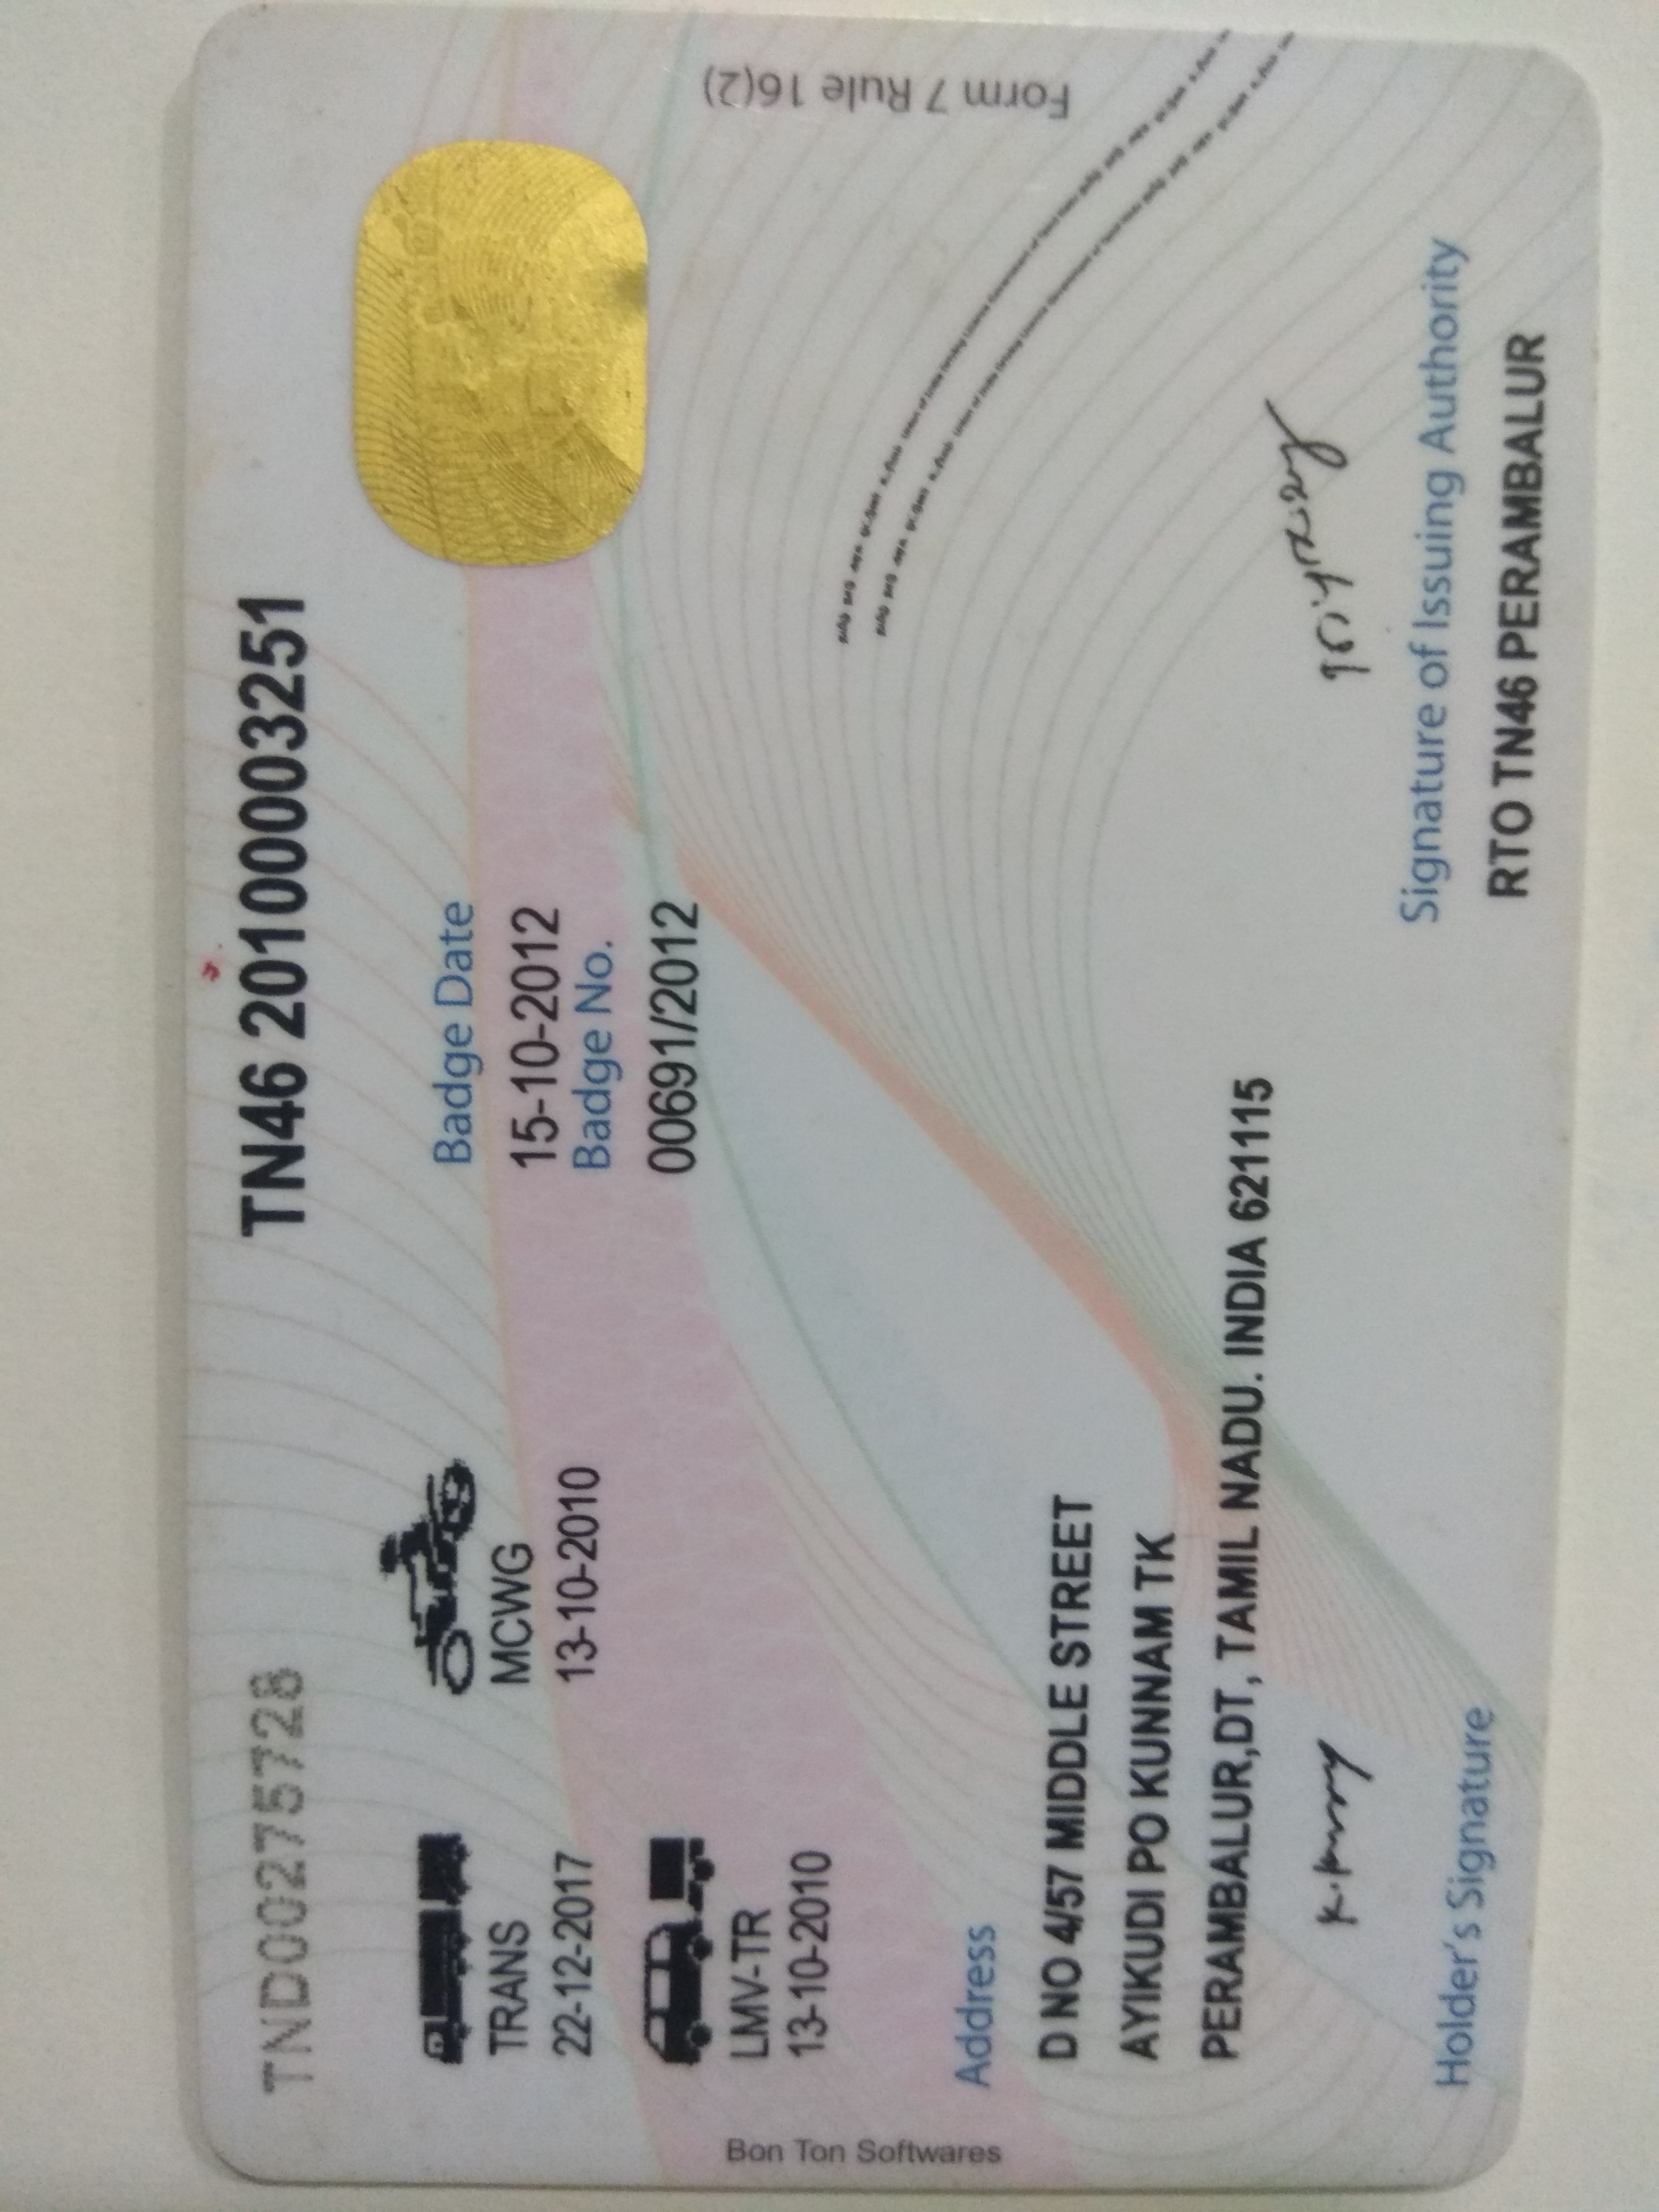 TND00275728
TN46 20100003251
TRANS
22-12-2017
MCWG
13-10-2010
LMV-TR
13-10-2010
Badge Date
15-10-2012
Badge No.
00691/2012
Form 7 Rule 16(2)
Address
D NO 4/57 MIDDLE STREET
AYIKUDI PO KUNNAM TK
PERAMBALUR,DT, TAMIL NADU. INDIA 621115
Holder's Signature
Signature of Issuing Authority
RTO TN46 PERAMBALUR
Bon Ton Softwares